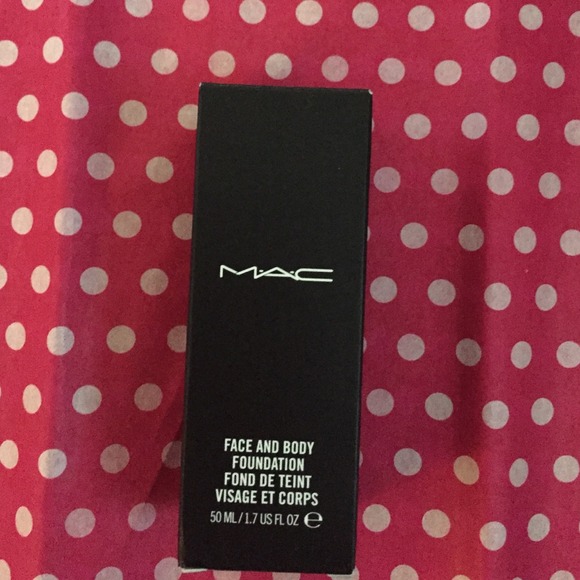 M·A·C
FACE AND BODY
FOUNDATION
FOND DE TEINT
VISAGE ET CORPS
50 ML / 1.7 US FL OZ ℮